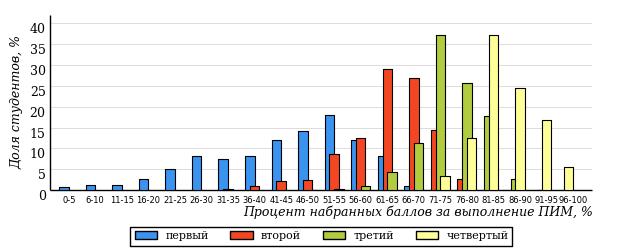 Доля студентов, %
40
35
30
25
20
15
10
5
0
0-5 6-10 11-15 16-20 21-25 26-30 31-35 36-40 41-45 46-50 51-55 56-60 61-65 66-70 71-75 76-80 81-85 86-90 91-95 96-100
Процент набранных баллов за выполнение ПИМ, %
первый второй третий четвертый